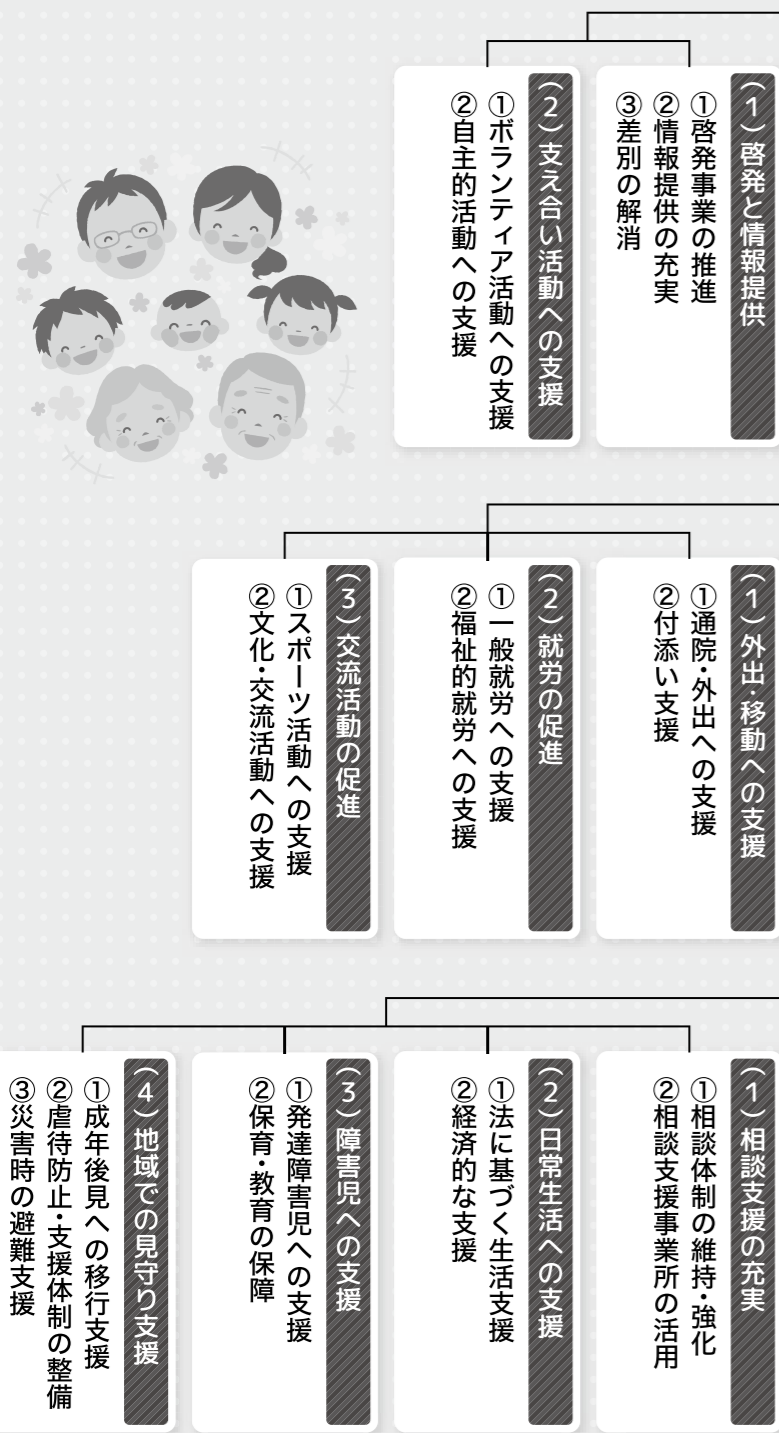 (1)啓発と情報提供
①啓発事業の推進
②情報提供の充実
③差別の解消
(2)支え合い活動への支援
①ボランティア活動への支援
②自主的活動への支援
(1)外出・移動への支援
①通院・外出への支援
②付添い支援
(2)就労の促進
①一般就労への支援
②福祉的就労への支援
(3)交流活動の促進
①スポーツ活動への支援
②文化・交流活動への支援
(1)相談支援の充実
①相談体制の維持・強化
②相談支援事業所の活用
(2)日常生活への支援
①法に基づく生活支援
②経済的な支援
(3)障害児への支援
①発達障害児への支援
②保育・教育の保障
(4)地域での見守り支援
①成年後見への移行支援
②虐待防止・支援体制の整備
③災害時の避難支援